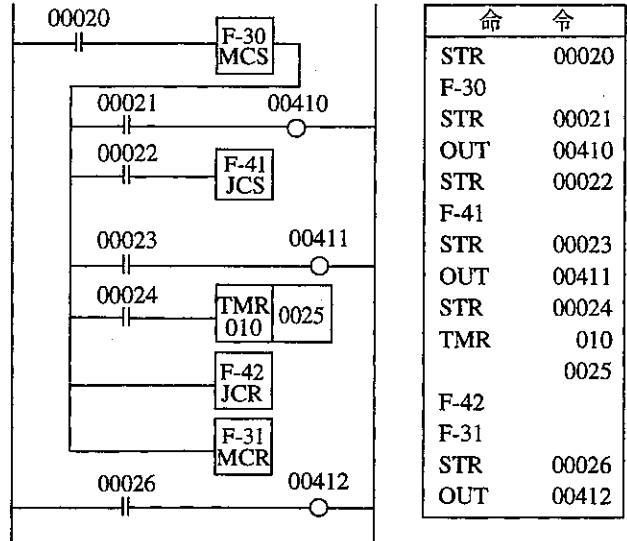 00020
F-30
MCS
00021 00410
00022
F-41
JCS
00023 00411
00024
TMR
010
0025
F-42
JCR
F-31
MCR
00026 00412
命 令
STR 00020
F-30
STR 00021
OUT 00410
STR 00022
F-41
STR 00023
OUT 00411
STR 00024
TMR 010
0025
F-42
F-31
STR 00026
OUT 00412